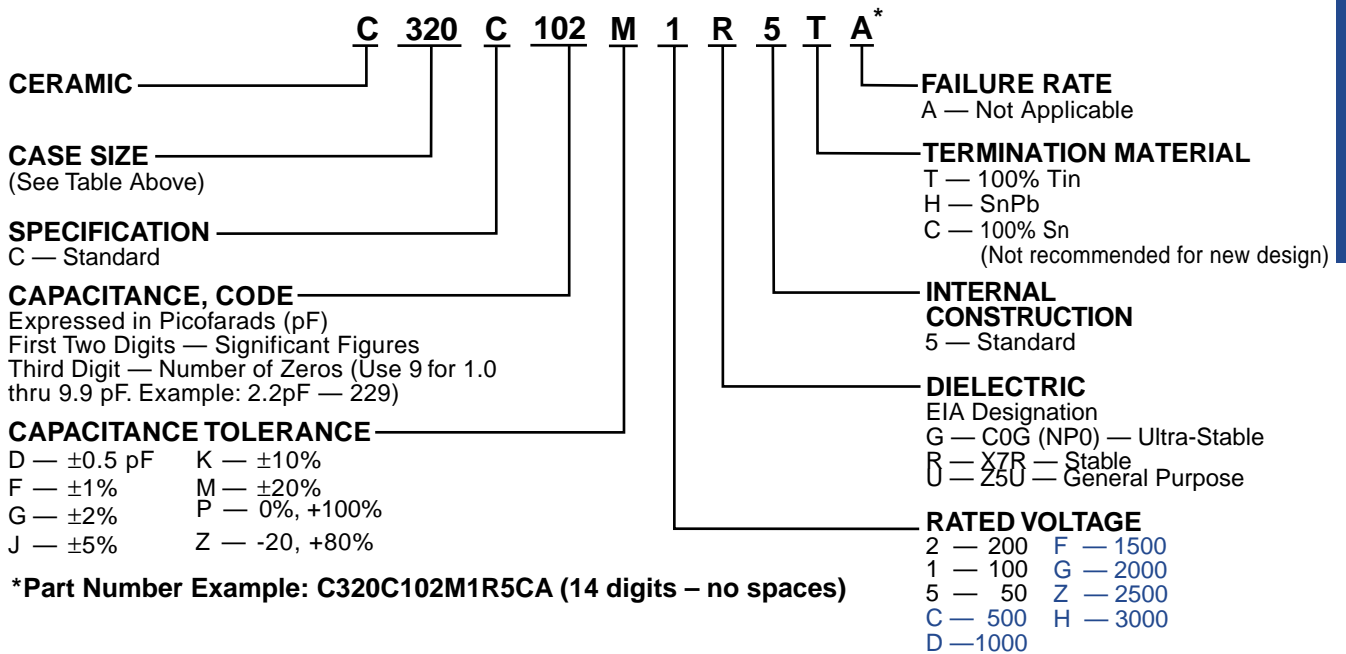 C 320 C 102 M 1 R 5 T A*
CERAMIC
CASE SIZE
(See Table Above)
SPECIFICATION
C — Standard
CAPACITANCE, CODE
Expressed in Picofarads (pF)
First Two Digits — Significant Figures
Third Digit — Number of Zeros (Use 9 for 1.0
thru 9.9 pF. Example: 2.2pF — 229)
CAPACITANCE TOLERANCE
D — ±0.5 pF K — ±10%
F — ±1% M — ±20%
G — ±2% P — 0%, +100%
J — ±5% Z — -20, +80%
*Part Number Example: C320C102M1R5CA (14 digits – no spaces)
FAILURE RATE
A — Not Applicable
TERMINATION MATERIAL
T — 100% Tin
H — SnPb
C — 100% Sn
(Not recommended for new design)
INTERNAL
CONSTRUCTION
5 — Standard
DIELECTRIC
EIA Designation
G — C0G (NP0) — Ultra-Stable
R — X7R — Stable
U — Z5U — General Purpose
RATED VOLTAGE
2 — 200 F — 1500
1 — 100 G — 2000
5 — 50 Z — 2500
C — 500 H — 3000
D —1000